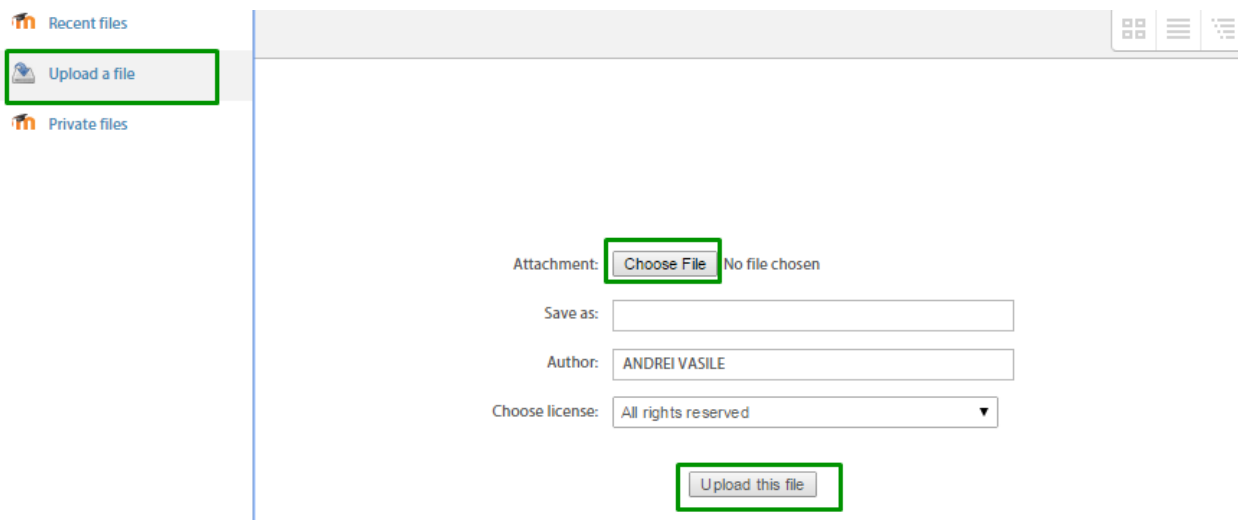 Recent files
Upload a file
Private files
Attachment: Choose File No file chosen
Save as:
Author: ANDREI VASILE
Choose license: All rights reserved
Upload this file